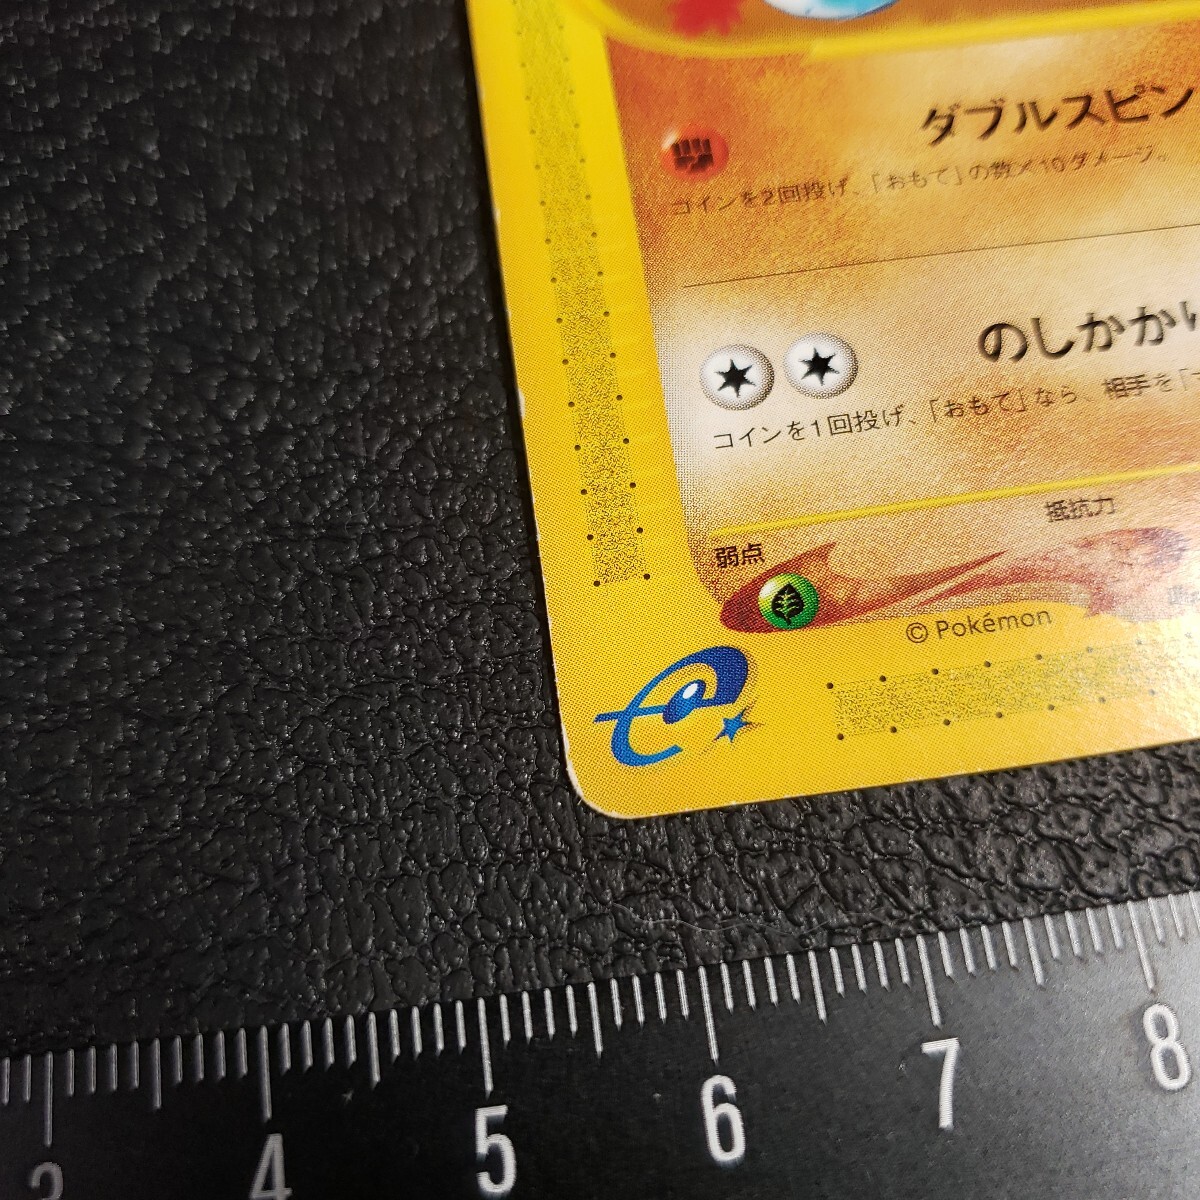 ダブルスピン
コインを2回投げ、「おもて」の数×10ダメージ。
のしかかり
コインを1回投げ、「おもて」なら、相手を「マ
抵抗力
弱点
© Pokémon
e
3 4 5 6 7 8